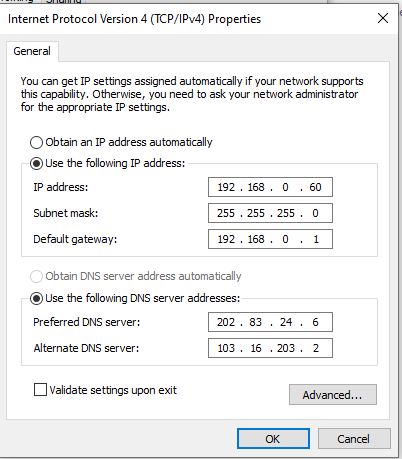 Internet Protocol Version 4 (TCP/IPv4) Properties
General
You can get IP settings assigned automatically if your network supports
this capability. Otherwise, you need to ask your network administrator
for the appropriate IP settings.
Obtain an IP address automatically
Use the following IP address:
IP address: 192 . 168 . 0 . 60
Subnet mask: 255 . 255 . 255 . 0
Default gateway: 192 . 168 . 0 . 1
Obtain DNS server address automatically
Use the following DNS server addresses:
Preferred DNS server: 202 . 83 . 24 . 6
Alternate DNS server: 103 . 16 . 203 . 2
Validate settings upon exit
Advanced...
OK Cancel